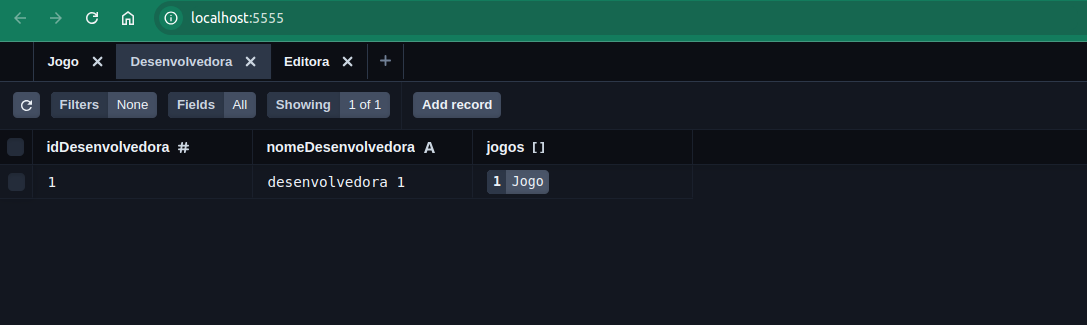 localhost:5555
Jogo Desenvolvedora Editora
Filters None Fields All Showing 1 of 1 Add record
idDesenvolvedora # nomeDesenvolvedora A jogos []
1 desenvolvedora 1 1 Jogo